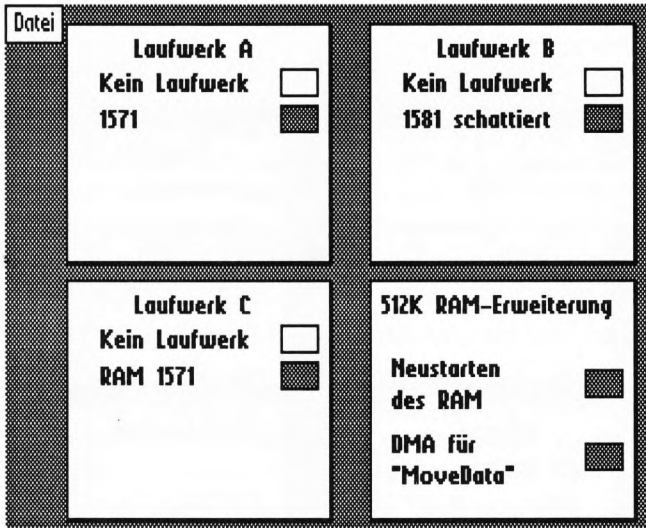 Datei
Laufwerk A
Kein Laufwerk
1571
Laufwerk B
Kein Laufwerk
1581 schattiert
Laufwerk C
Kein Laufwerk
RAM 1571
512K RAM-Erweiterung
Neustarten
des RAM
DMA für
"MoveData"